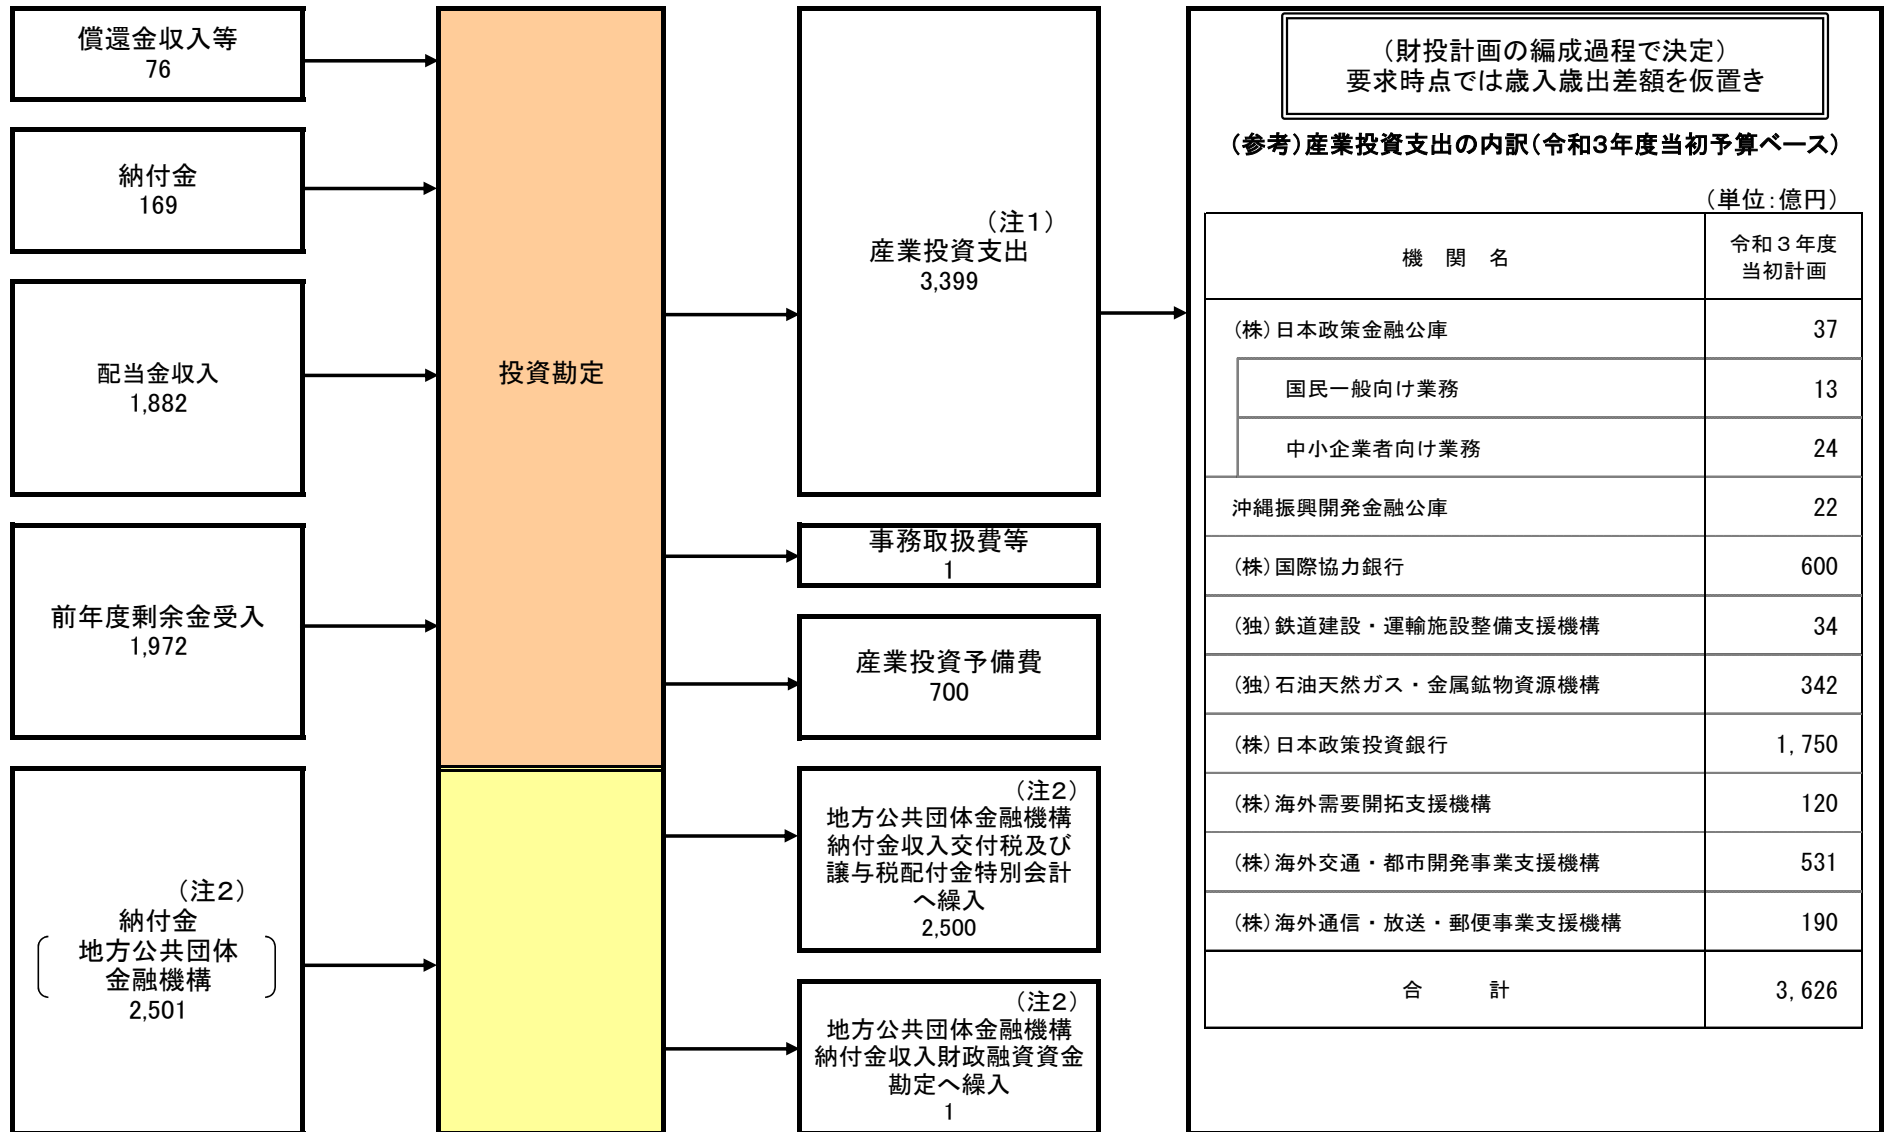 償還金収入等
76
納付金
169
配当金収入
1,882
前年度剰余金受入
1,972
（注2）
納付金
地方公共団体
金融機構
2,501
投資勘定
（注1）
産業投資支出
3,399
事務取扱費等
1
産業投資予備費
700
（注2）
地方公共団体金融機構
納付金収入交付税及び
譲与税配付金特別会計
へ繰入
2,500
（注2）
地方公共団体金融機構
納付金収入財政融資資金
勘定へ繰入
1
（財投計画の編成過程で決定）
要求時点では歳入歳出差額を仮置き
（参考）産業投資支出の内訳（令和3年度当初予算ベース）
（単位：億円）
機　関　名 令和３年度
当初計画
（株）日本政策金融公庫 37
国民一般向け業務 13
中小企業者向け業務 24
沖縄振興開発金融公庫 22
（株）国際協力銀行 600
（独）鉄道建設・運輸施設整備支援機構 34
（独）石油天然ガス・金属鉱物資源機構 342
（株）日本政策投資銀行 1,750
（株）海外需要開拓支援機構 120
（株）海外交通・都市開発事業支援機構 531
（株）海外通信・放送・郵便事業支援機構 190
合　　計 3,626